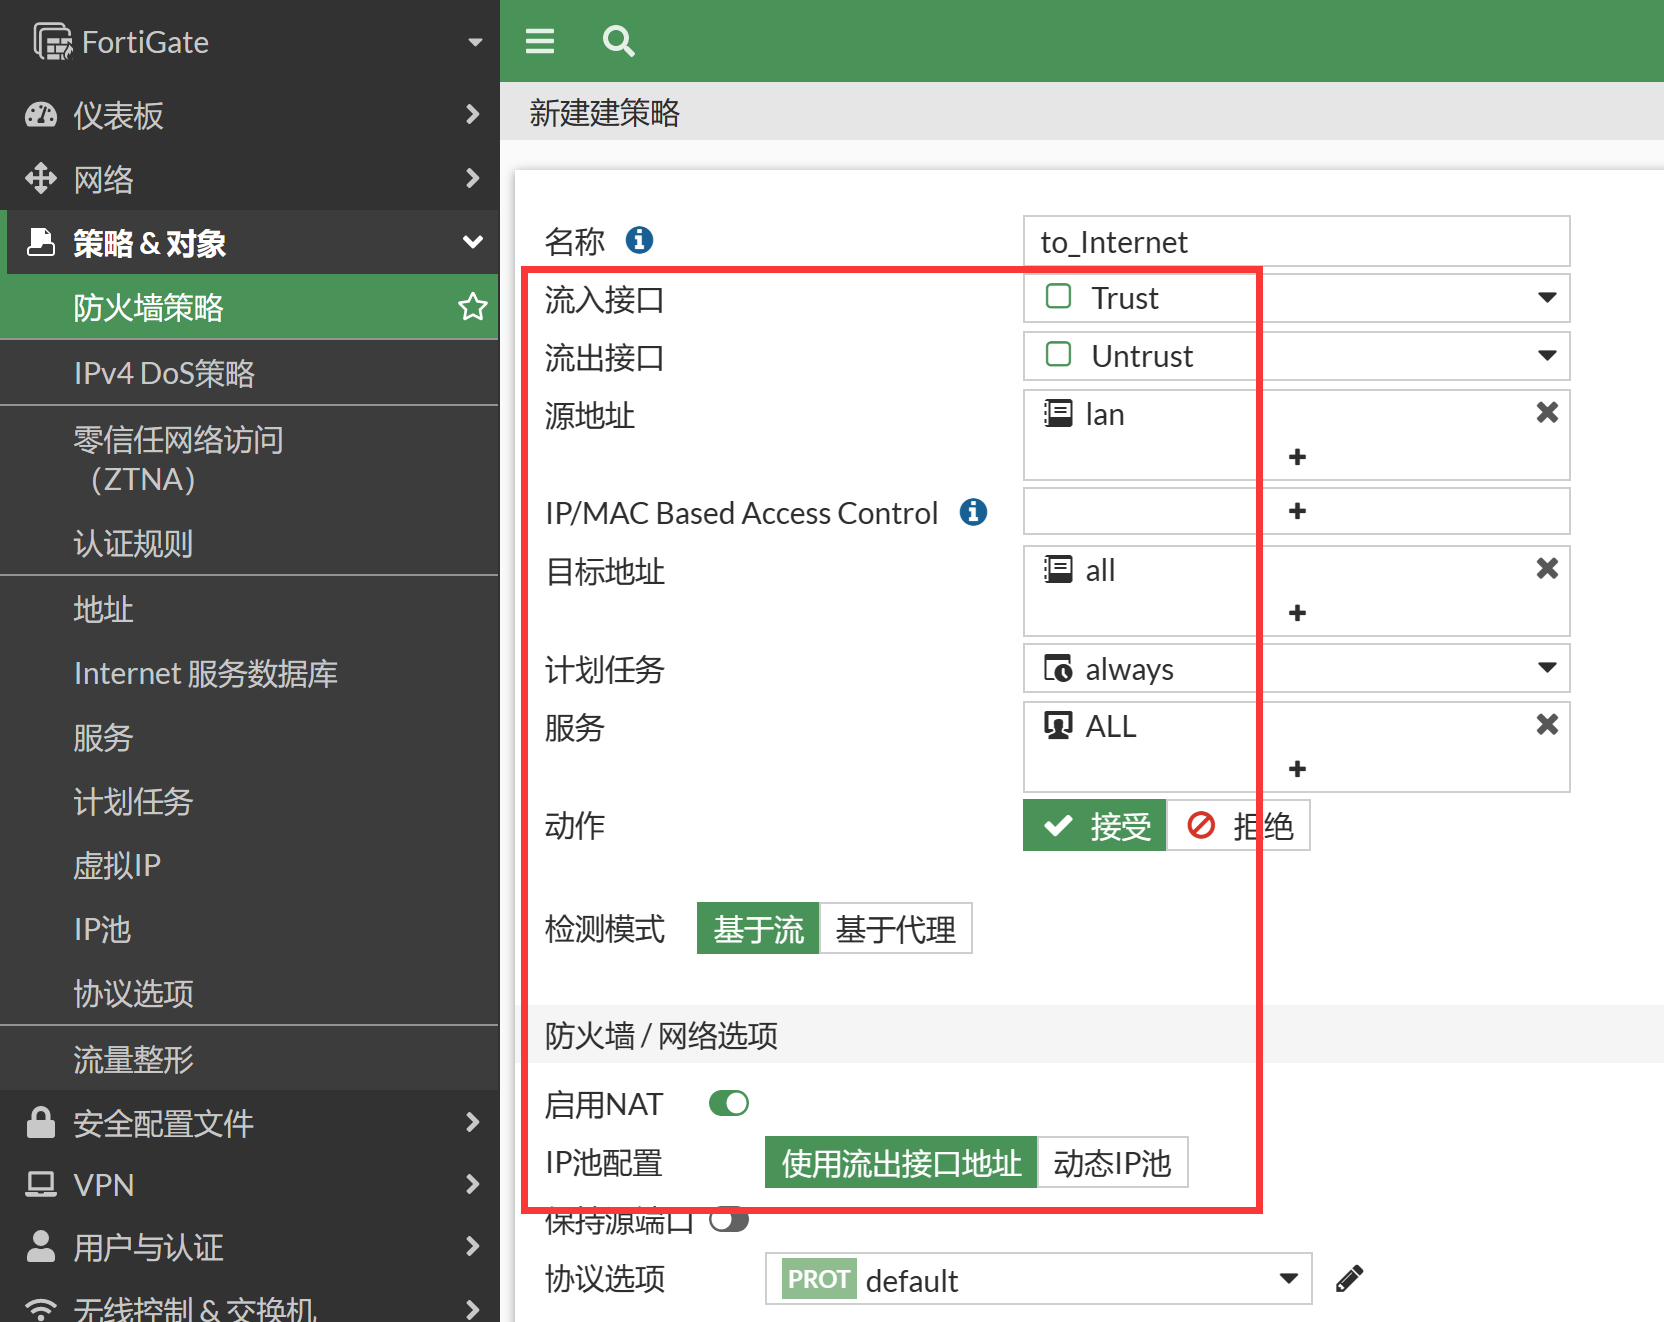 FortiGate
仪表板
网络
策略 & 对象
防火墙策略
IPv4 DoS策略
零信任网络访问
（ZTNA）
认证规则
地址
Internet 服务数据库
服务
计划任务
虚拟IP
IP池
协议选项
流量整形
安全配置文件
VPN
用户与认证
无线控制 & 交换机
新建建策略
名称 to_Internet
流入接口 Trust
流出接口 Untrust
源地址 lan
IP/MAC Based Access Control
目标地址 all
计划任务 always
服务 ALL
动作 接受 拒绝
检测模式 基于流 基于代理
防火墙 / 网络选项
启用NAT
IP池配置 使用流出接口地址 动态IP池
保持源端口
协议选项 PROT default